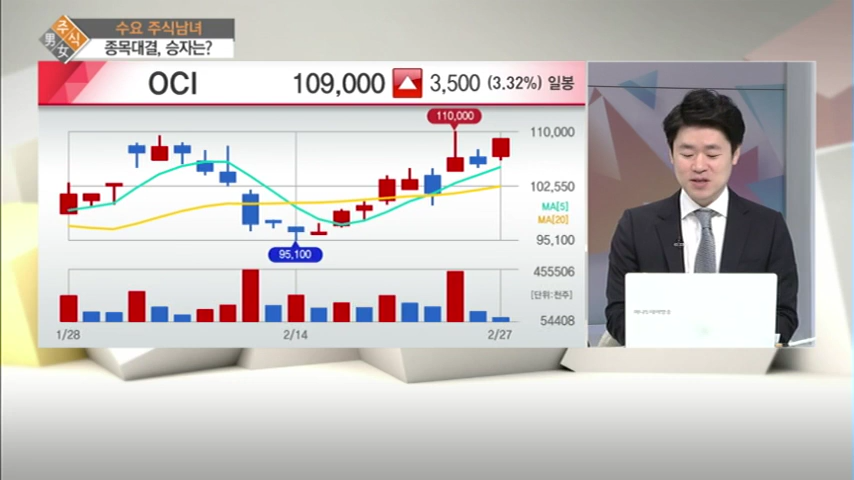 주식
男女
수요 주식남녀
종목대결, 승자는?
OCI 109,000 3,500 (3.32%) 일봉
110,000
110,000
102,550
MA[5]
MA[20]
95,100
95,100
455506
[단위:천주]
54408
1/28 2/14 2/27